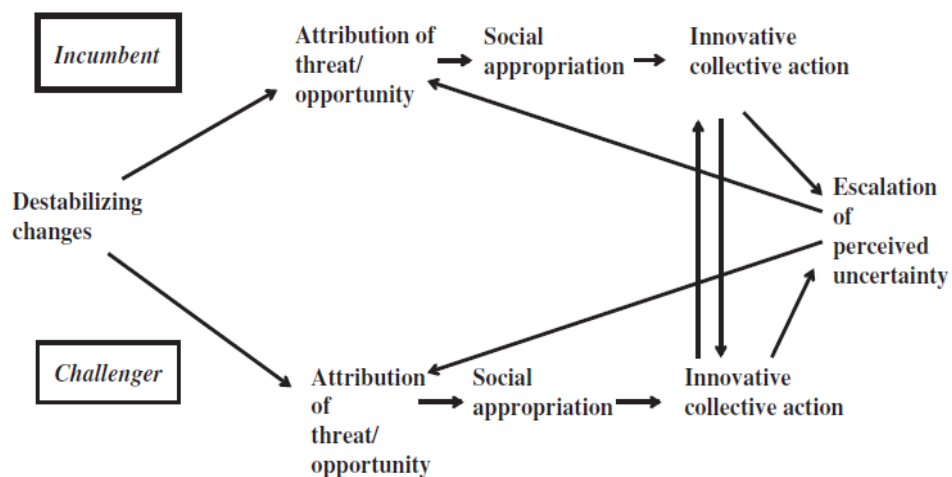 Incumbent
Attribution of
threat/
opportunity
Social
appropriation
Innovative
collective action
Destabilizing
changes
Escalation
of
perceived
uncertainty
Challenger
Attribution
of
threat/
opportunity
Social
appropriation
Innovative
collective action